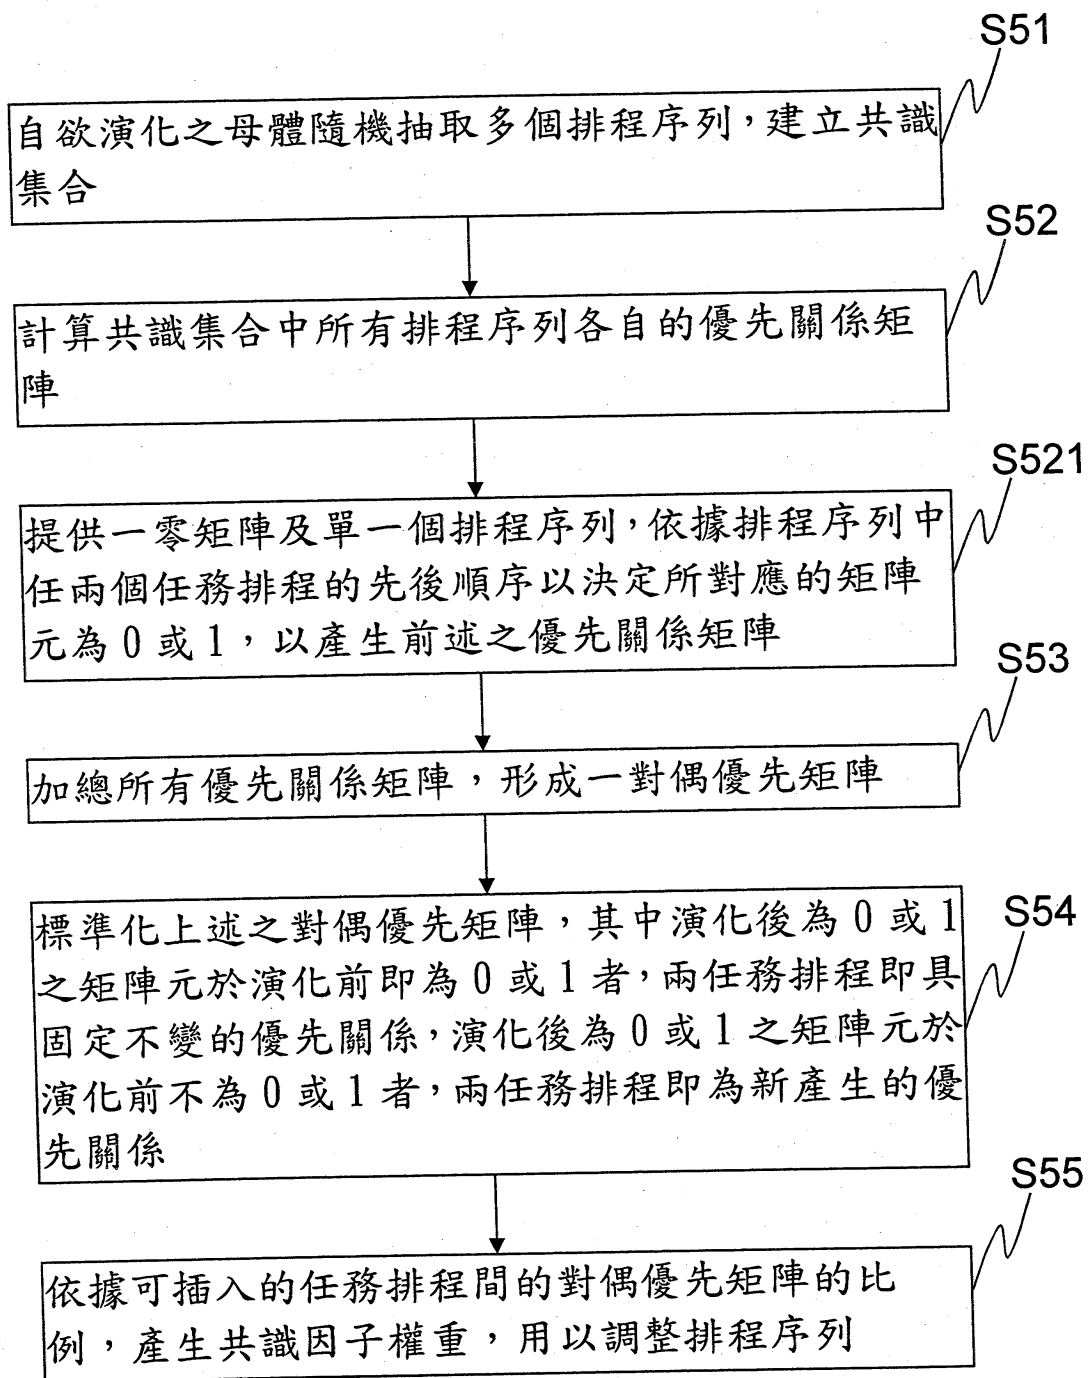 S51
自欲演化之母體隨機抽取多個排程序列，建立共識
集合
S52
計算共識集合中所有排程序列各自的優先關係矩
陣
S521
提供一零矩陣及單一個排程序列，依據排程序列中
任兩個任務排程的先後順序以決定所對應的矩陣
元為 0 或 1，以產生前述之優先關係矩陣
S53
加總所有優先關係矩陣，形成一對偶優先矩陣
S54
標準化上述之對偶優先矩陣，其中演化後為 0 或 1
之矩陣元於演化前即為 0 或 1 者，兩任務排程即具
固定不變的優先關係，演化後為 0 或 1 之矩陣元於
演化前不為 0 或 1 者，兩任務排程即為新產生的優
先關係
S55
依據可插入的任務排程間的對偶優先矩陣的比
例，產生共識因子權重，用以調整排程序列